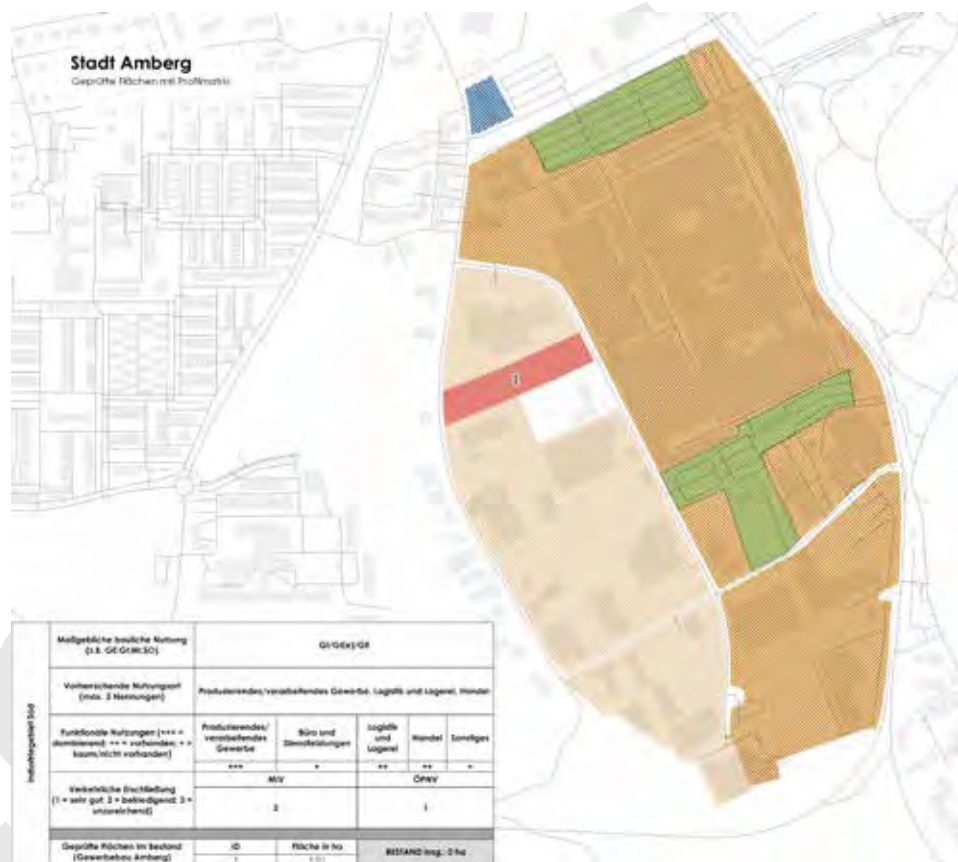 Stadt Amberg
Geprüfte Flächen mit Profilmatrix
1
Industriegebiet Süd
Maßgebliche bauliche Nutzung
(z.B. GE;GI;MI;SO)
GI/GE(e)/GE
Vorherrschende Nutzungsart
(max. 3 Nennungen)
Produzierendes/verarbeitendes Gewerbe, Logistik und Lagerei, Handel
Funktionale Nutzungen (+++ =
dominierend; ++ = vorhanden; + =
kaum/nicht vorhanden)
Produzierendes/
verarbeitendes
Gewerbe
Büro und
Dienstleistungen
Logistik
und
Lagerei
Handel
Sonstiges
+++
+
++
++
+
Verkehrliche Erschließung
(1 = sehr gut; 2 = befriedigend; 3 =
unzureichend)
MIV
ÖPNV
2
1
Geprüfte Flächen im Bestand
(Gewerbebau Amberg)
ID
Fläche in ha
BESTAND insg.: 0 ha
1